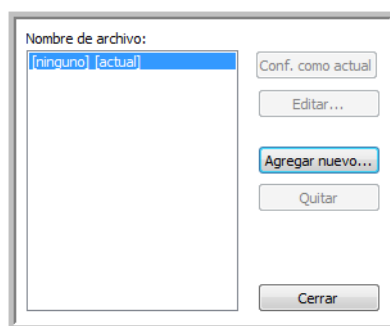 Nombre de archivo:
[ninguno] [actual]
Conf. como actual
Editar...
Agregar nuevo...
Quitar
Cerrar